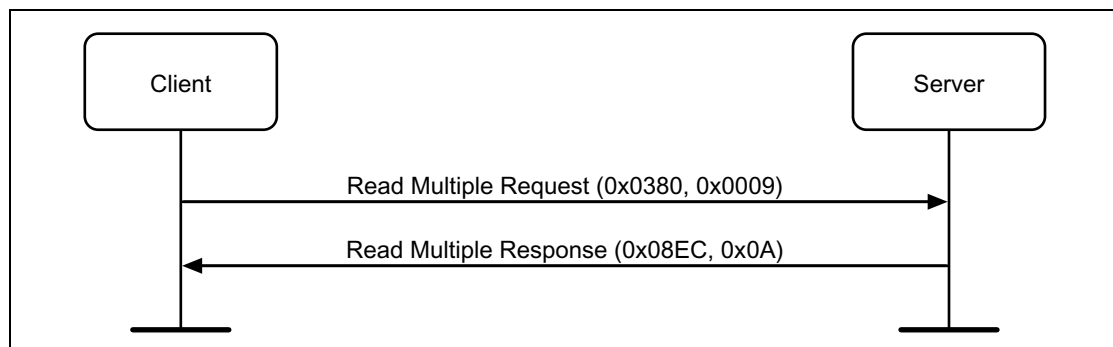 Client
Server
Read Multiple Request (0x0380, 0x0009)
Read Multiple Response (0x08EC, 0x0A)